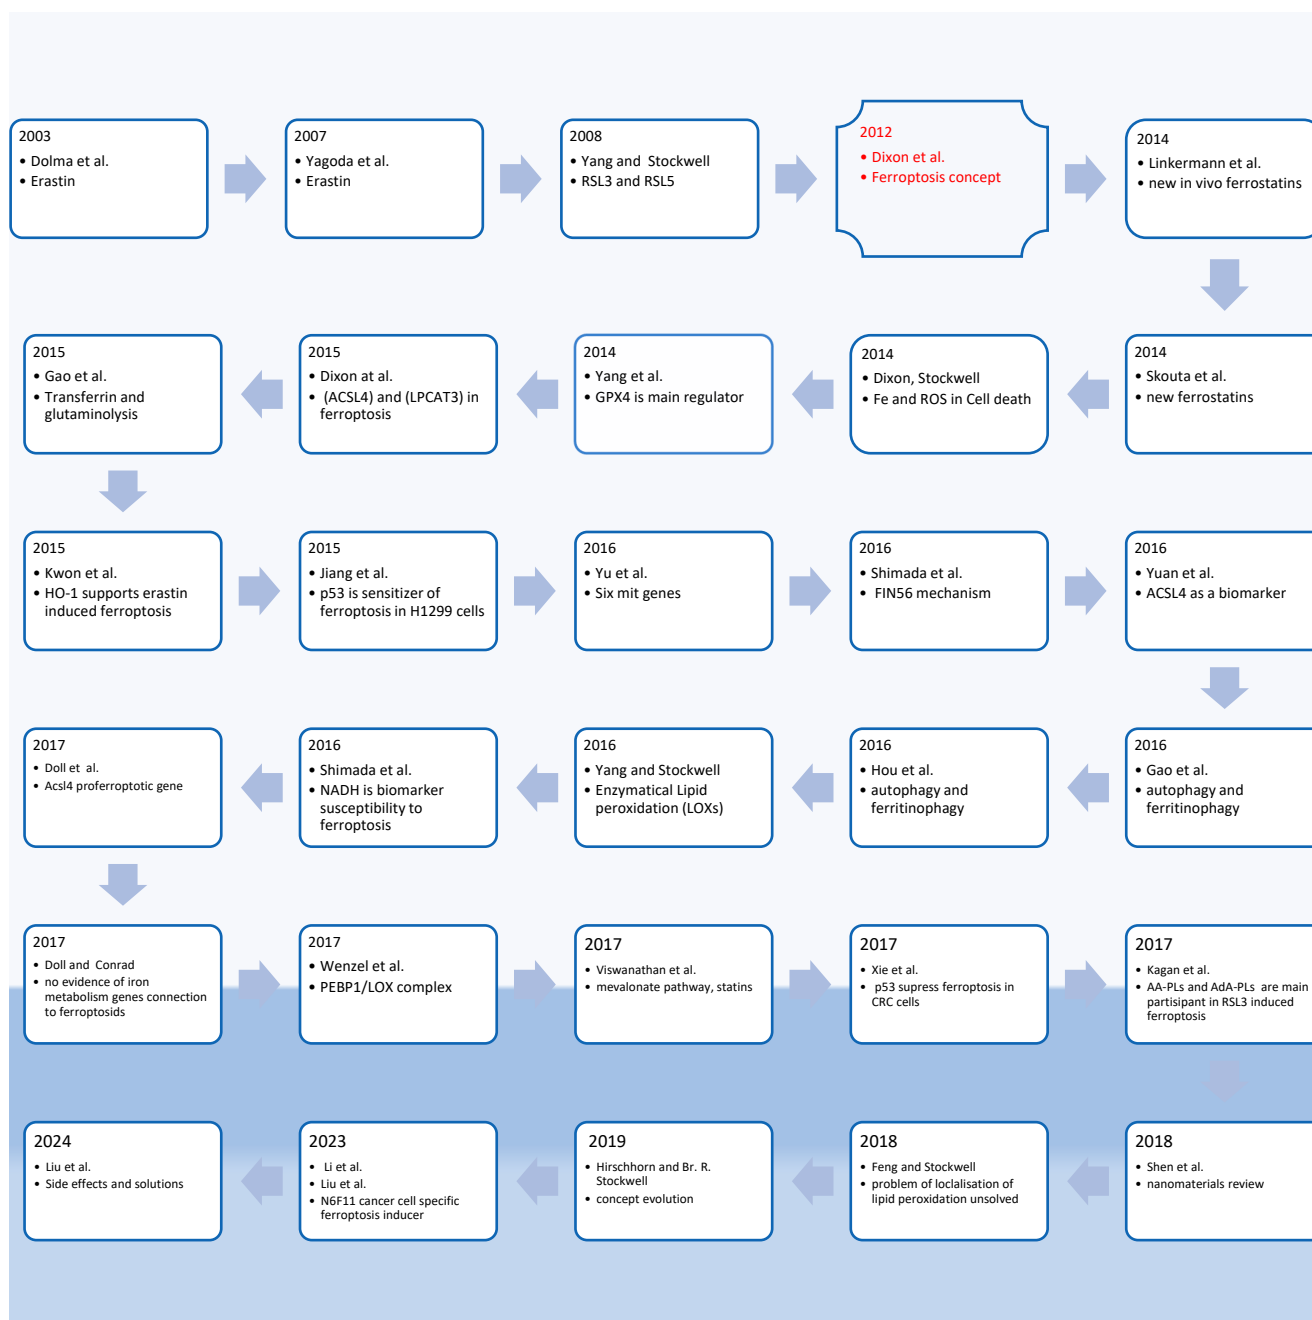 2003
• Dolma et al.
• Erastin
2007
• Yagoda et al.
• Erastin
2008
• Yang and Stockwell
• RSL3 and RSL5
2012
• Dixon et al.
• Ferroptosis concept
2014
• Linkermann et al.
• new in vivo ferrostatins
2014
• Skouta et al.
• new ferrostatins
2014
• Dixon, Stockwell
• Fe and ROS in Cell death
2014
• Yang et al.
• GPX4 is main regulator
2015
• Dixon at al.
• (ACSL4) and (LPCAT3) in
ferroptosis
2015
• Gao et al.
• Transferrin and
glutaminolysis
2015
• Kwon et al.
• HO-1 supports erastin
induced ferroptosis
2015
• Jiang et al.
• p53 is sensitizer of
ferroptosis in H1299 cells
2016
• Yu et al.
• Six mit genes
2016
• Shimada et al.
• FIN56 mechanism
2016
• Yuan et al.
• ACSL4 as a biomarker
2016
• Gao et al.
• autophagy and
ferritinophagy
2016
• Hou et al.
• autophagy and
ferritinophagy
2016
• Yang and Stockwell
• Enzymatical Lipid
peroxidation (LOXs)
2016
• Shimada et al.
• NADH is biomarker
susceptibility to
ferroptosis
2017
• Doll et al.
• Acsl4 proferroptotic gene
2017
• Doll and Conrad
• no evidence of iron
metabolism genes connection
to ferroptosids
2017
• Wenzel et al.
• PEBP1/LOX complex
2017
• Viswanathan et al.
• mevalonate pathway, statins
2017
• Xie et al.
• p53 supress ferroptosis in
CRC cells
2017
• Kagan et al.
• AA-PLs and AdA-PLs are main
partisipant in RSL3 induced
ferroptosis
2018
• Shen et al.
• nanomaterials review
2018
• Feng and Stockwell
• problem of loclalisation of
lipid peroxidation unsolved
2019
• Hirschhorn and Br. R.
Stockwell
• concept evolution
2023
• Li et al.
• Liu et al.
• N6F11 cancer cell specific
ferroptosis inducer
2024
• Liu et al.
• Side effects and solutions